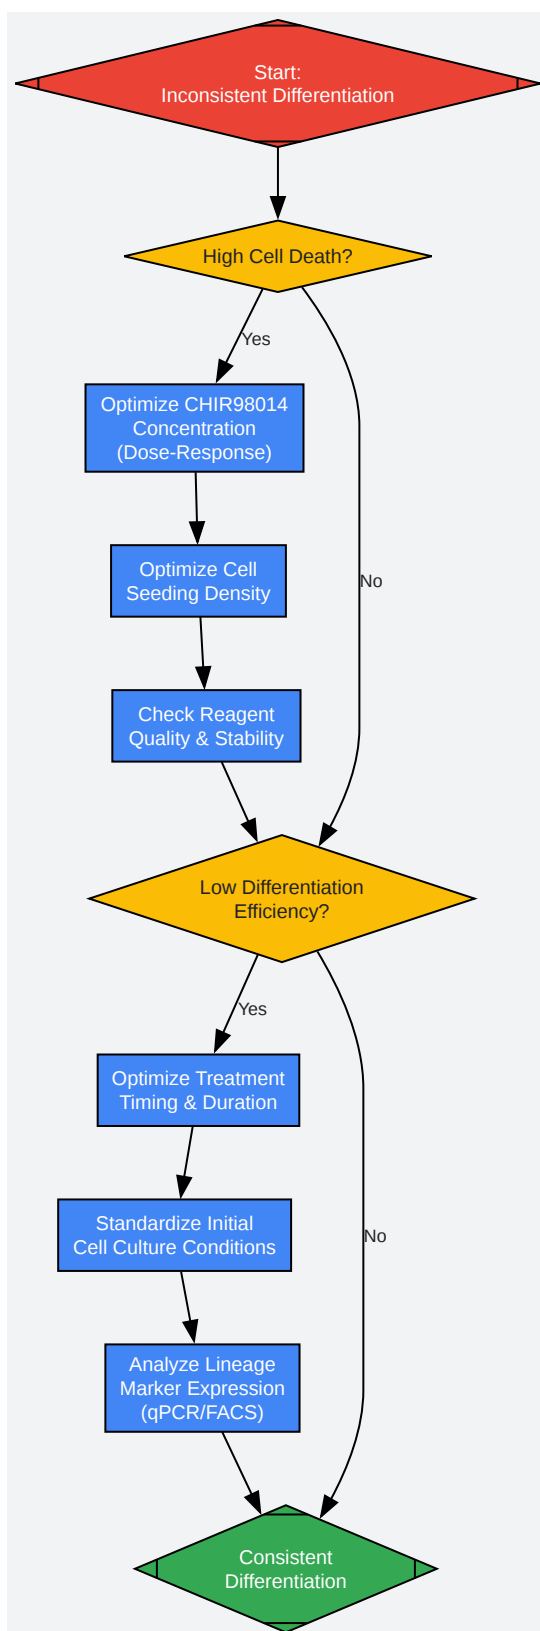 Start:
Inconsistent Differentiation
High Cell Death?
Yes
Optimize CHIR98014
Concentration
(Dose-Response)
Optimize Cell
Seeding Density
No
Check Reagent
Quality & Stability
Low Differentiation
Efficiency?
Yes
Optimize Treatment
Timing & Duration
Standardize Initial
Cell Culture Conditions
No
Analyze Lineage
Marker Expression
(qPCR/FACS)
Consistent
Differentiation